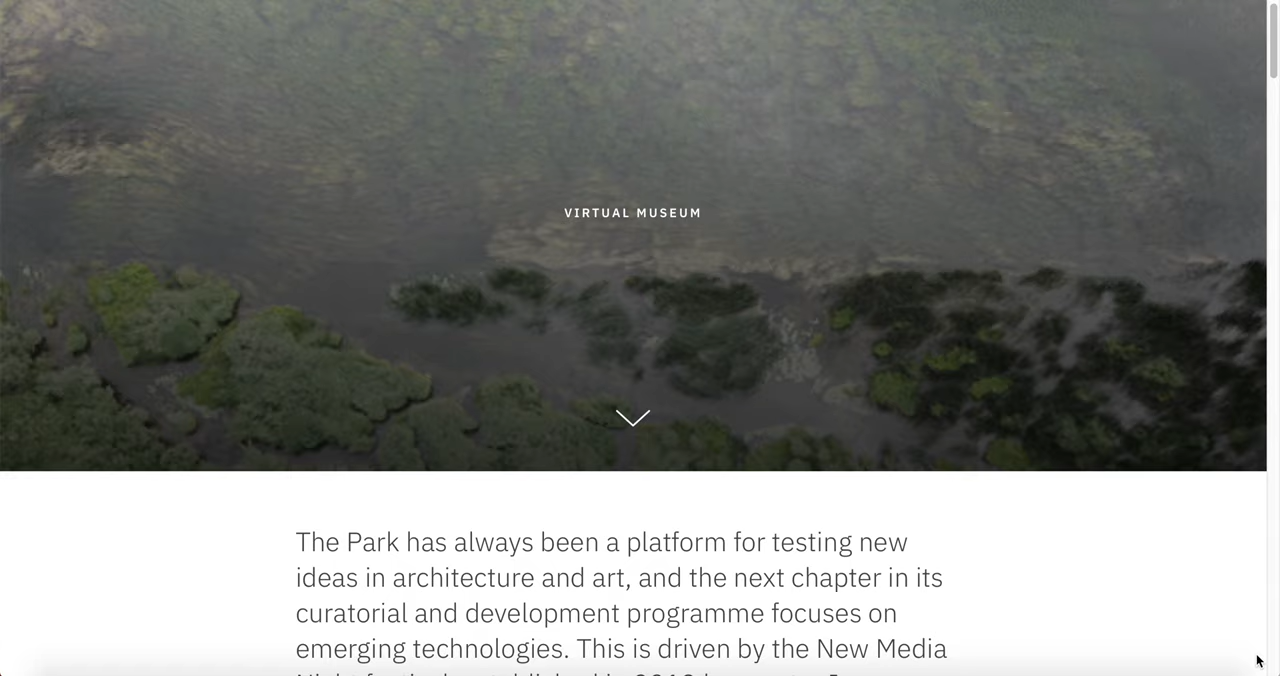 VIRTUAL MUSEUM
The Park has always been a platform for testing new
ideas in architecture and art, and the next chapter in its
curatorial and development programme focuses on
emerging technologies. This is driven by the New Media